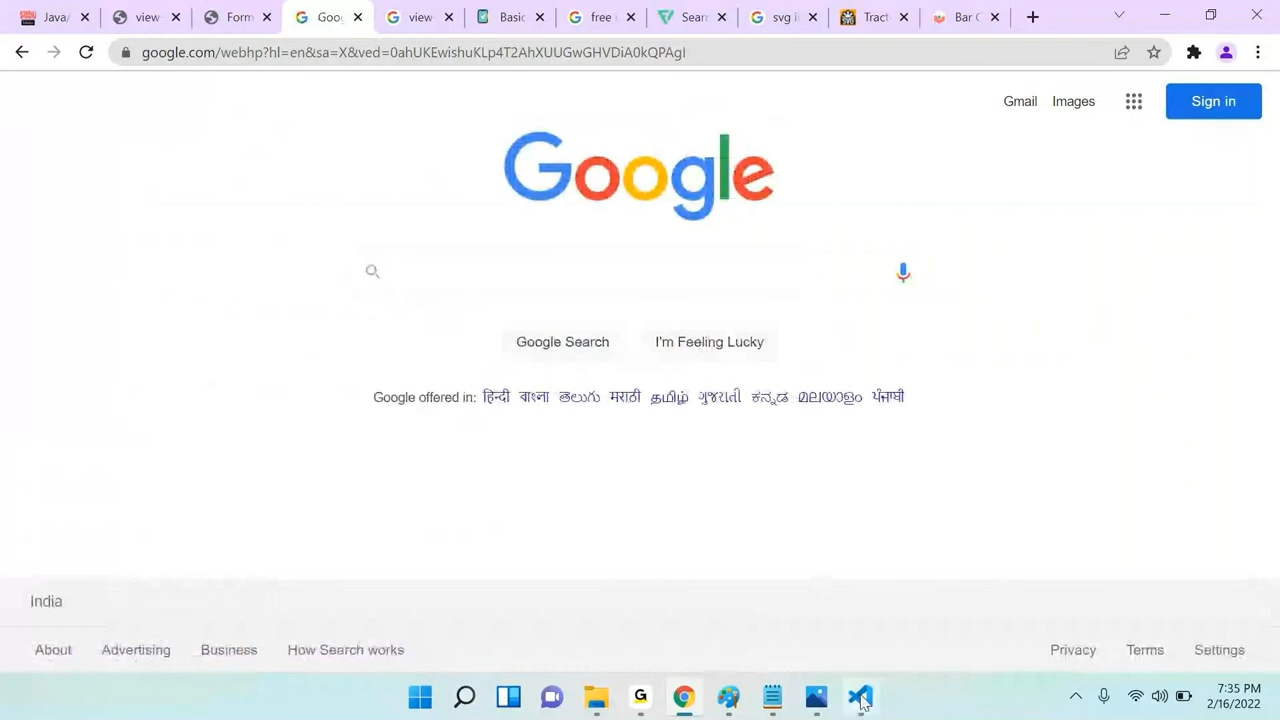 Java/ view Form Goo view Basic free Sear svg i Trac Bar C
google.com/webhp?hl=en&sa=X&ved=0ahUKEwishuKLp4T2AhXUUGwGHVDiA0kQPAgI
Gmail Images Sign in
Google
Google Search I'm Feeling Lucky
Google offered in: हिन्दी বাংলা తెలుగు मराठी தமிழ் ગુજરાતી ಕನ್ನಡ മലയാളം ਪੰਜਾਬੀ
India
About Advertising Business How Search works Privacy Terms Settings
7:35 PM
2/16/2022